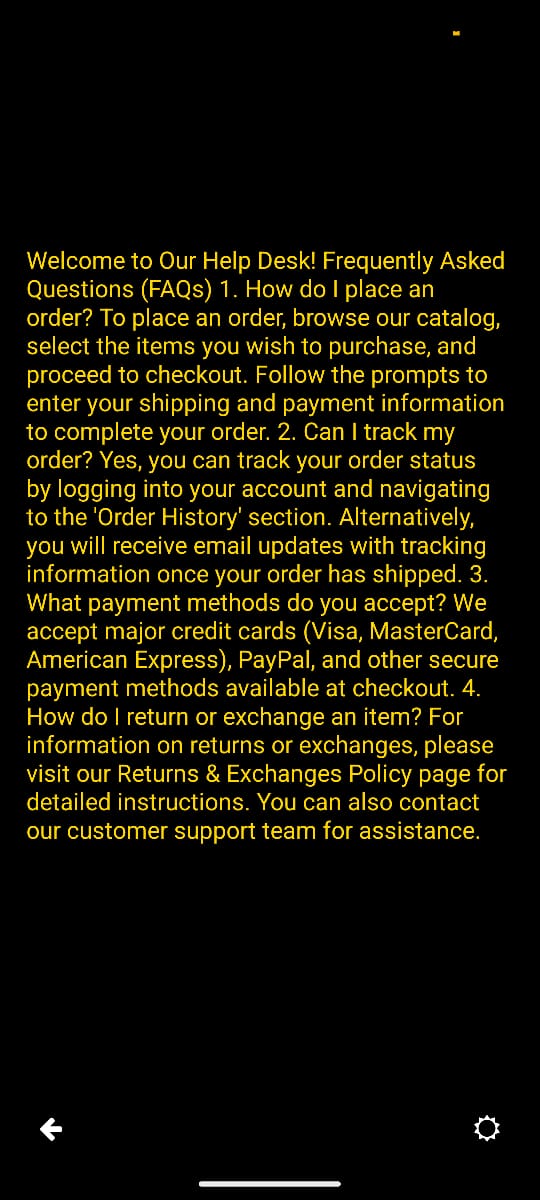 Welcome to Our Help Desk! Frequently Asked
Questions (FAQs) 1. How do I place an
order? To place an order, browse our catalog,
select the items you wish to purchase, and
proceed to checkout. Follow the prompts to
enter your shipping and payment information
to complete your order. 2. Can I track my
order? Yes, you can track your order status
by logging into your account and navigating
to the 'Order History' section. Alternatively,
you will receive email updates with tracking
information once your order has shipped. 3.
What payment methods do you accept? We
accept major credit cards (Visa, MasterCard,
American Express), PayPal, and other secure
payment methods available at checkout. 4.
How do I return or exchange an item? For
information on returns or exchanges, please
visit our Returns & Exchanges Policy page for
detailed instructions. You can also contact
our customer support team for assistance.